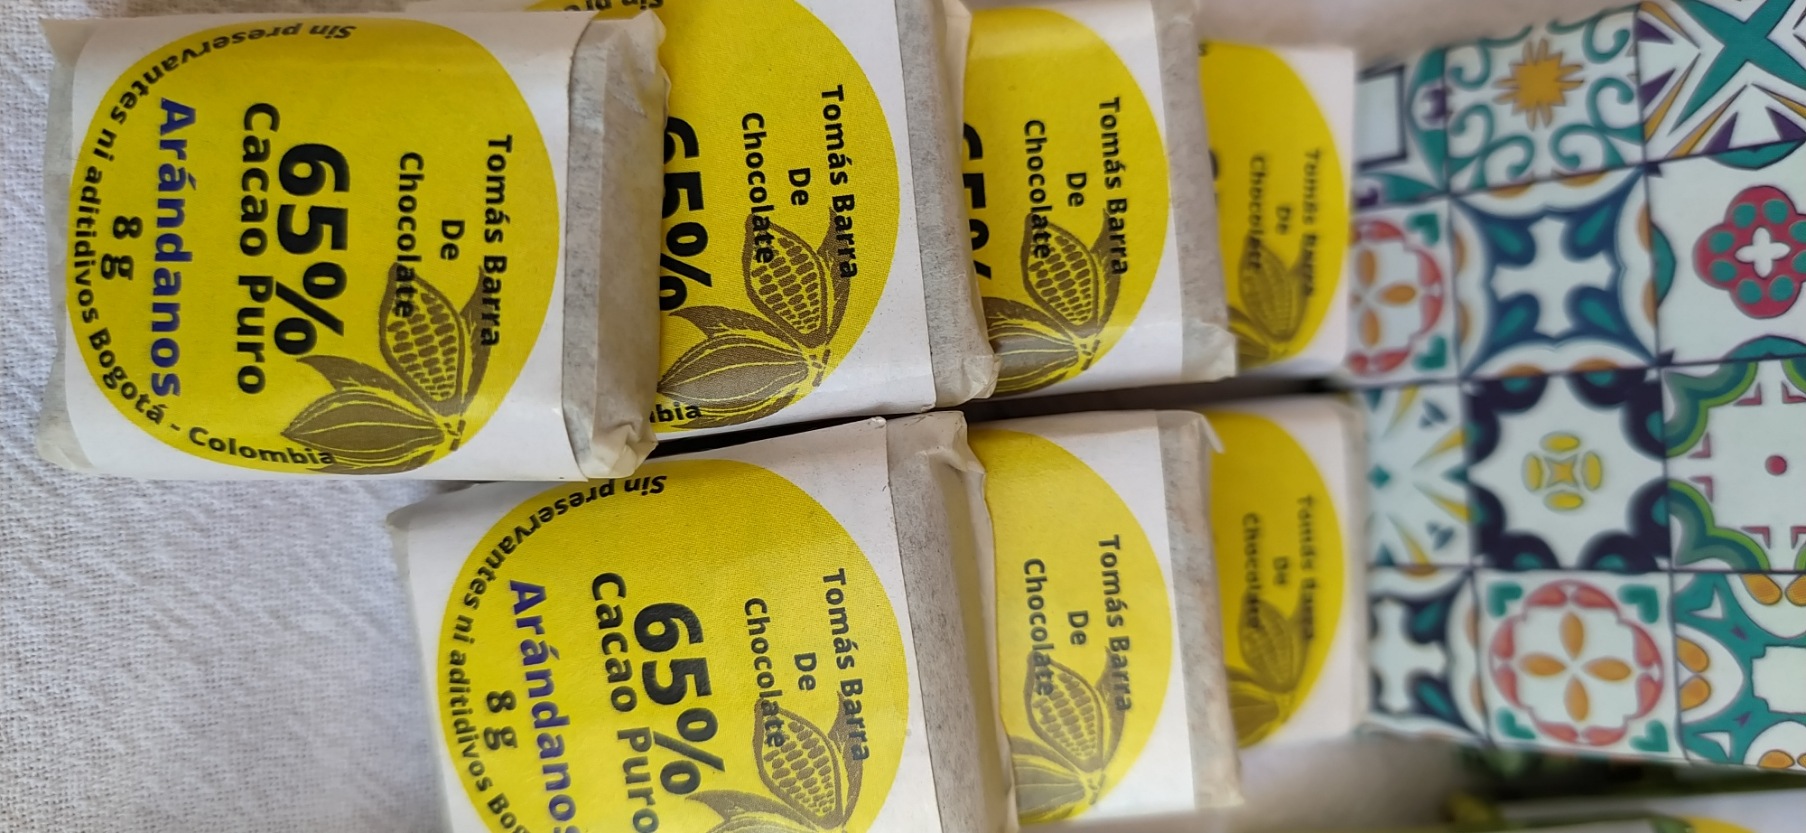 Tomás Barra
De
Chocolate
65%
Cacao Puro
Arándanos
8 g
Sin preservantes ni aditidivos Bogotá - Colombia
Tomás Barra
De
Chocolate
65%
bia
Tomás Barra
De
Chocolate
Tomás Barra
De
Chocolate
Tomás Barra
De
Chocolate
65%
Cacao Puro
Arándanos
8 g
Sin preservantes ni aditidivos Bog
Tomás Barra
De
Chocolate
Tomás Barra
De
Chocolate